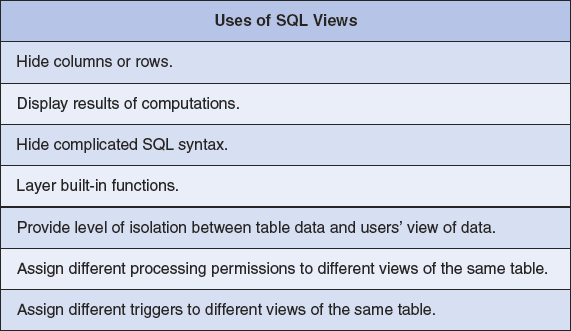 Uses of SQL Views
Hide columns or rows.
Display results of computations.
Hide complicated SQL syntax.
Layer built-in functions.
Provide level of isolation between table data and users’ view of data.
Assign different processing permissions to different views of the same table.
Assign different triggers to different views of the same table.